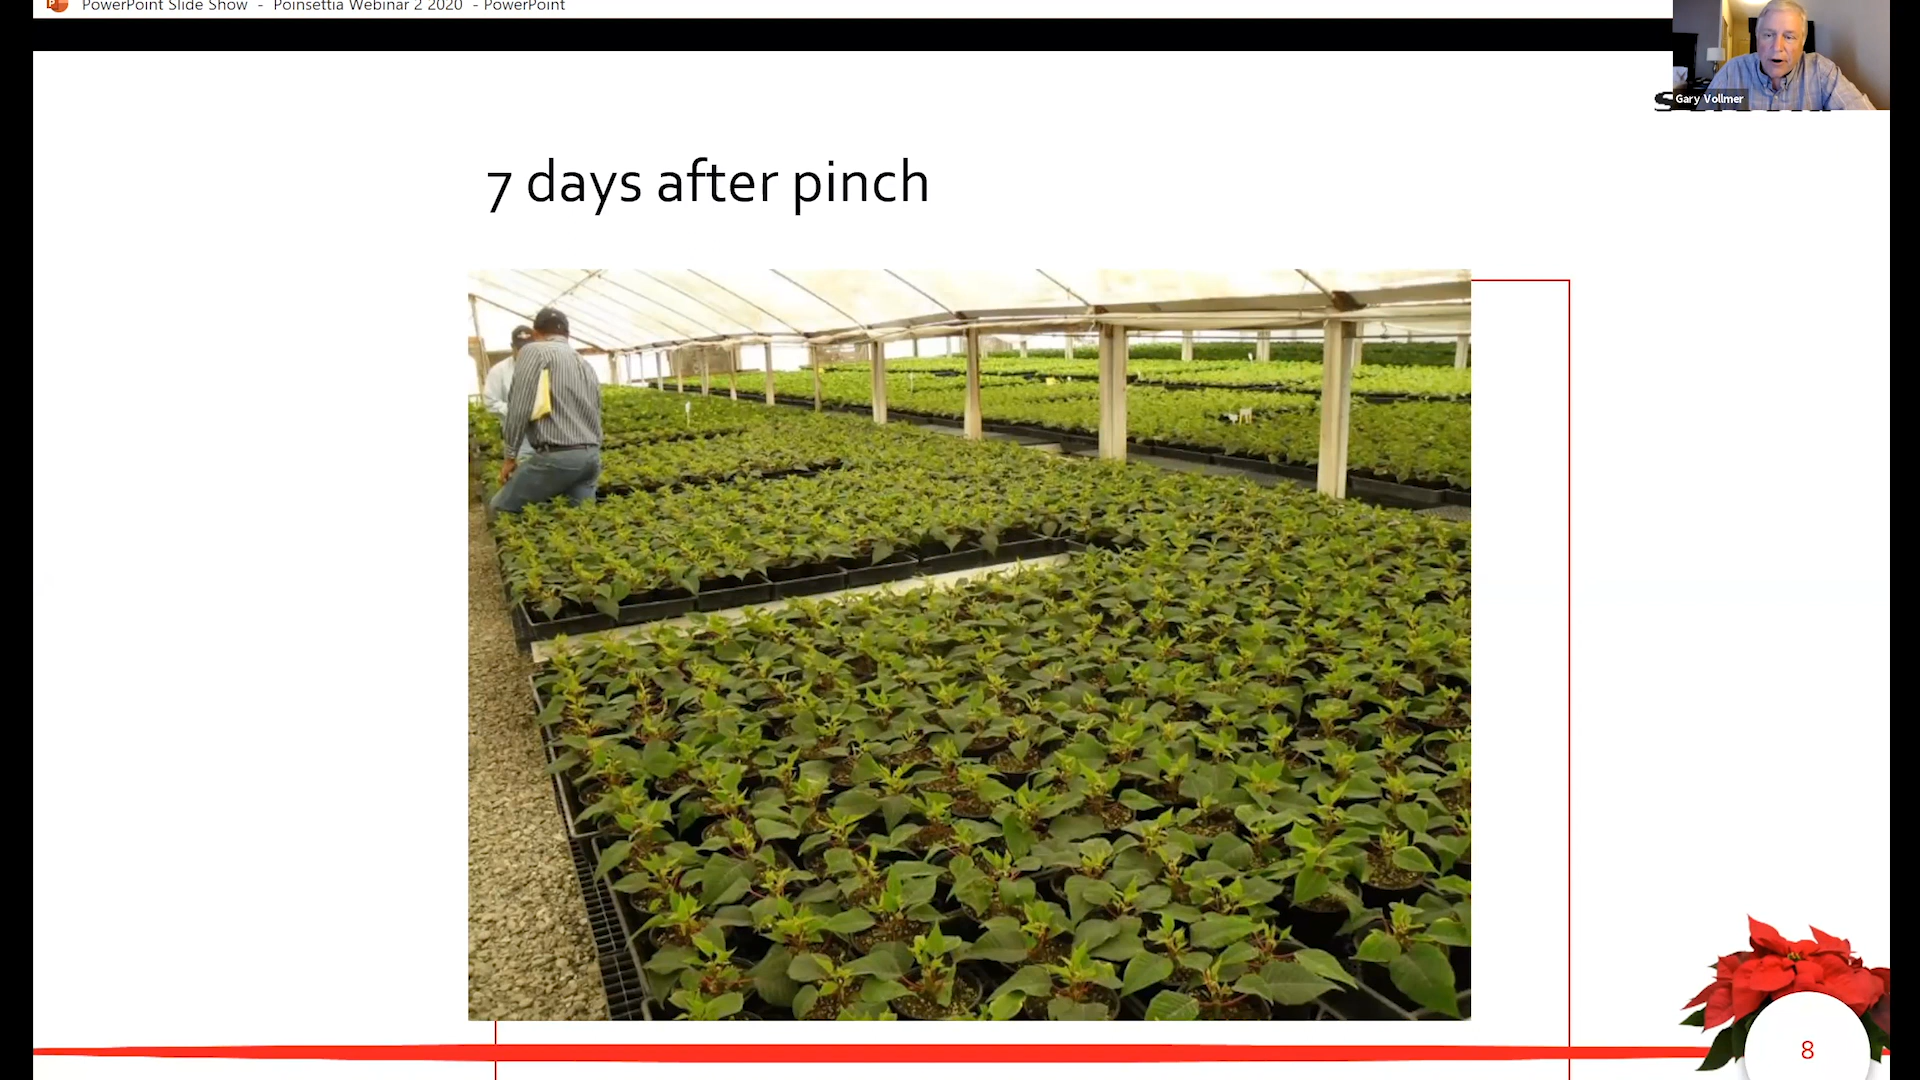 PowerPoint Slide Show - Poinsettia Webinar 2 2020 - PowerPoint
Gary Vollmer
7 days after pinch
8